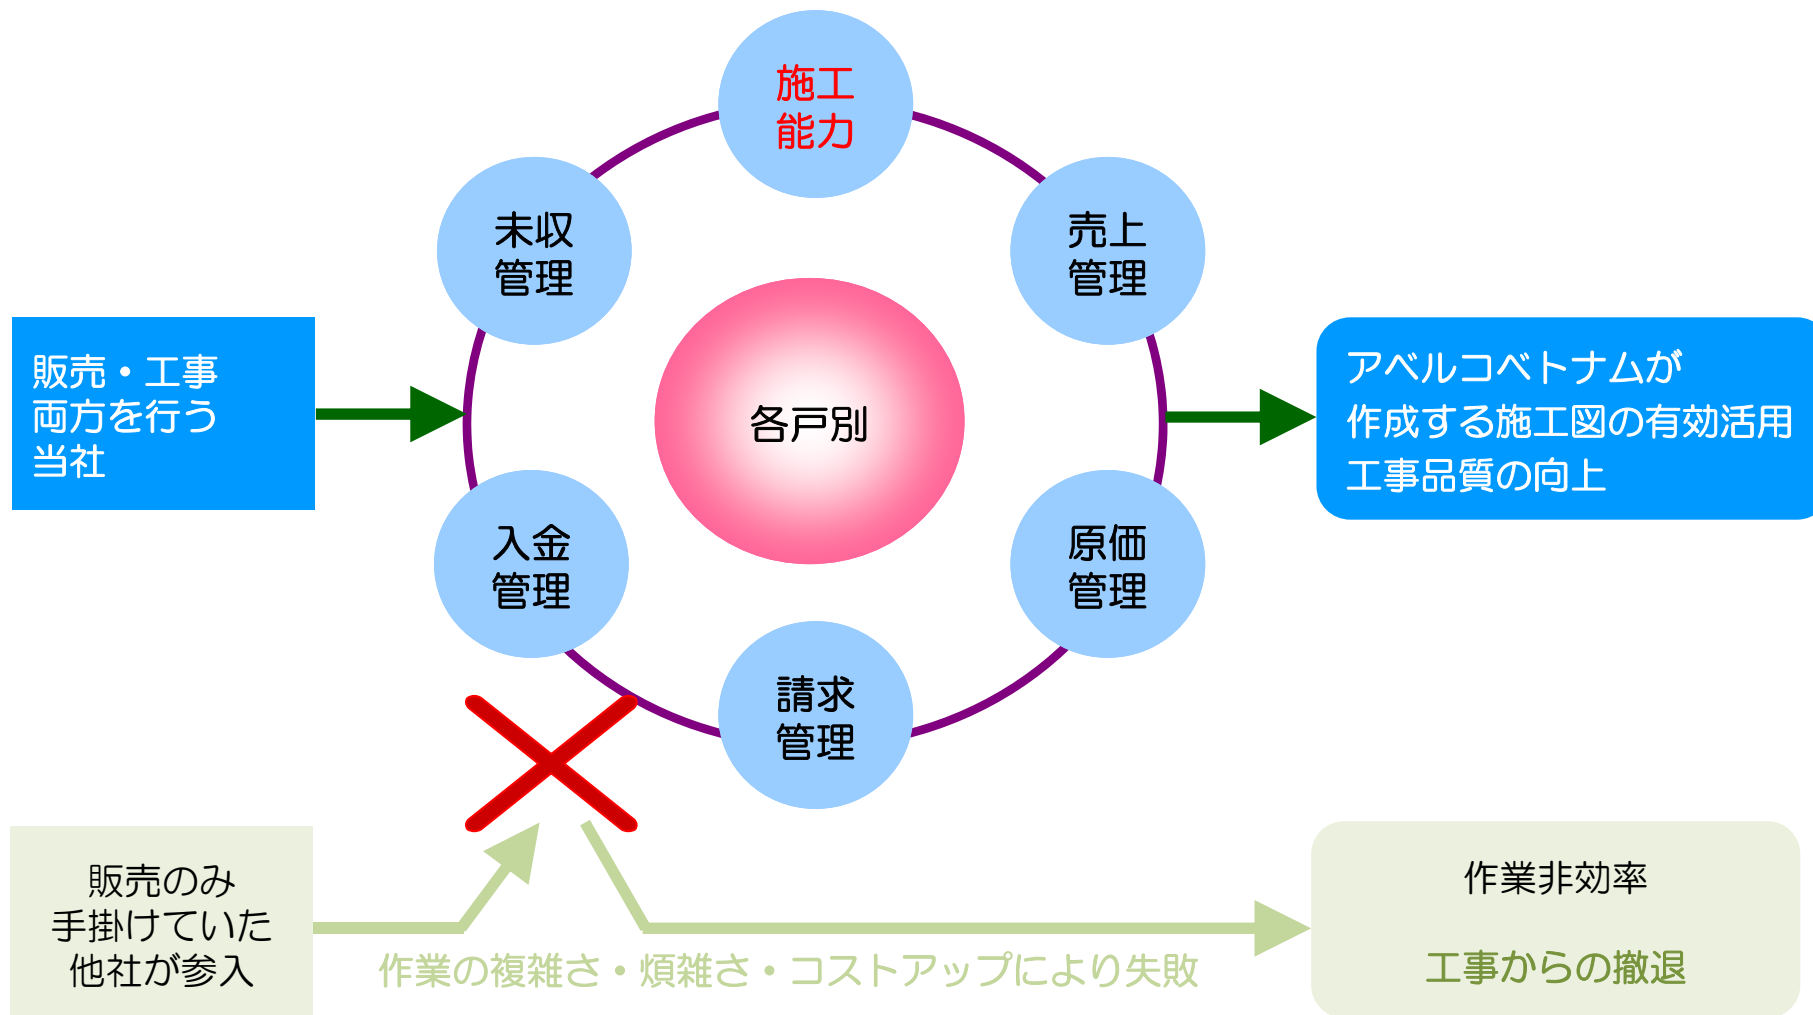 施工
能力
未収
管理
売上
管理
販売・工事
両方を行う
当社
各戸別
アベルコベトナムが
作成する施工図の有効活用
工事品質の向上
入金
管理
原価
管理
請求
管理
販売のみ
手掛けていた
他社が参入
作業の複雑さ・煩雑さ・コストアップにより失敗
作業非効率
工事からの撤退